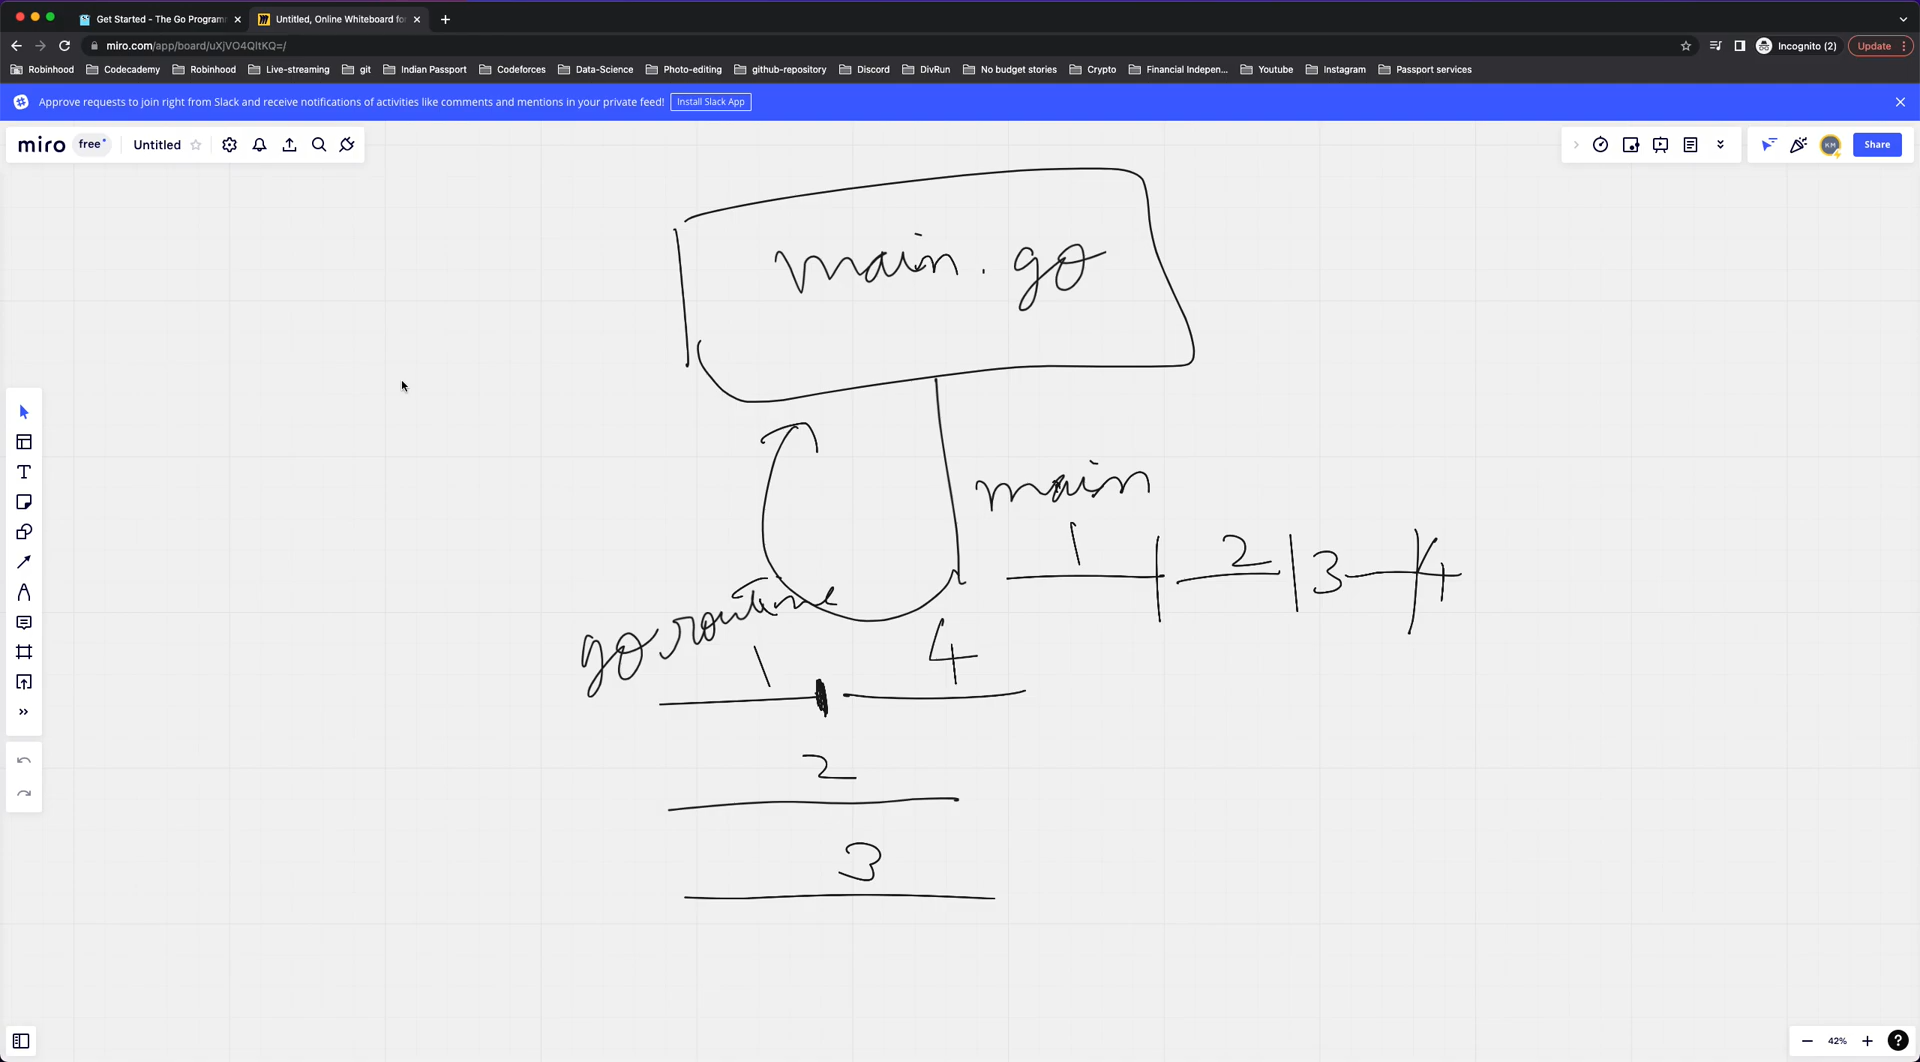 Get Started - The Go Program
Untitled, Online Whiteboard for
miro.com/app/board/uXjVO4QItKQ=/
Incognito (2)
Update
Robinhood
Codecademy
Robinhood
Live-streaming
git
Indian Passport
Codeforces
Data-Science
Photo-editing
github-repository
Discord
DivRun
No budget stories
Crypto
Financial Indepen...
Youtube
Instagram
Passport services
Approve requests to join right from Slack and receive notifications of activities like comments and mentions in your private feed!
Install Slack App
miro
free
Untitled
KM
Share
main.go
main
1 2 3 4
go routine
1 4
2
3
42%